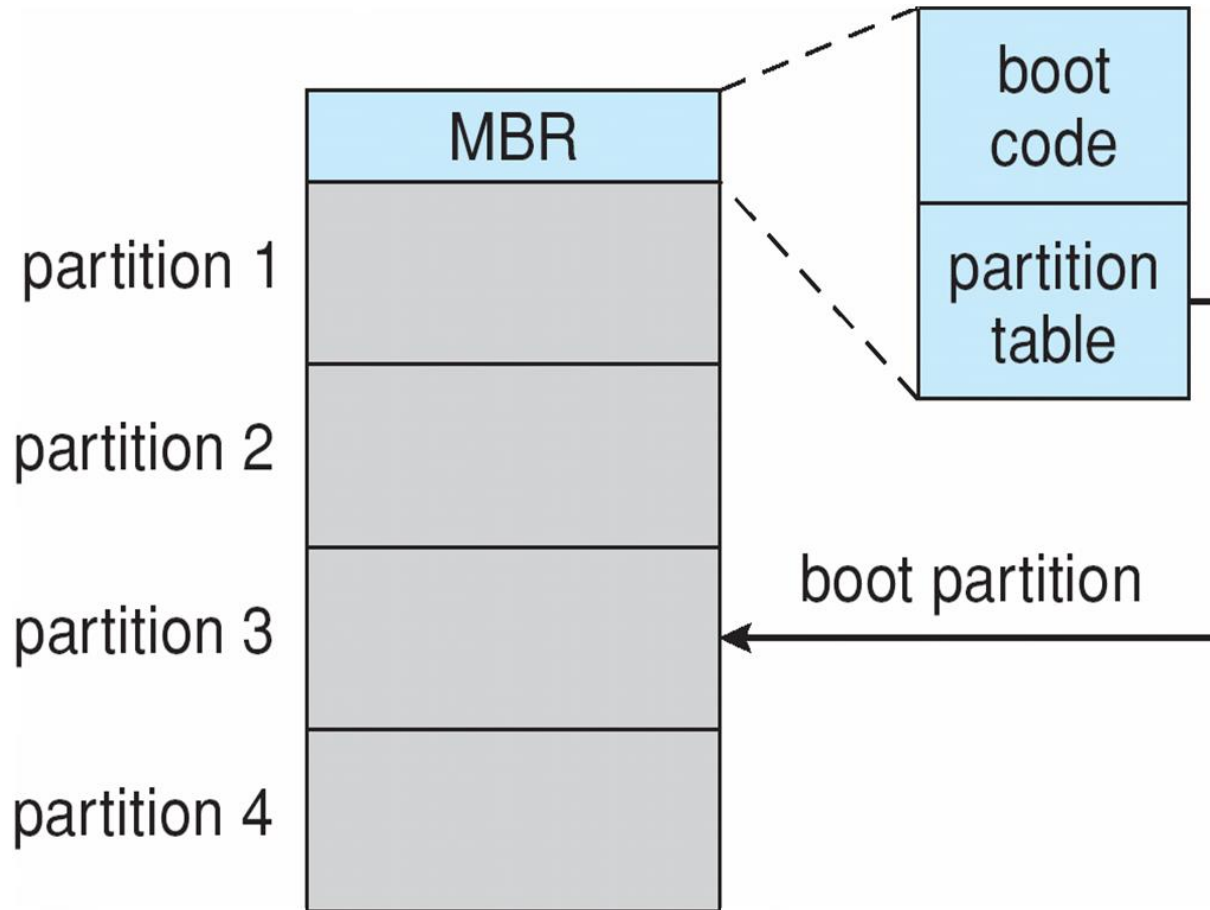 MBR
boot
code
partition
table
partition 1
partition 2
boot partition
partition 3
partition 4